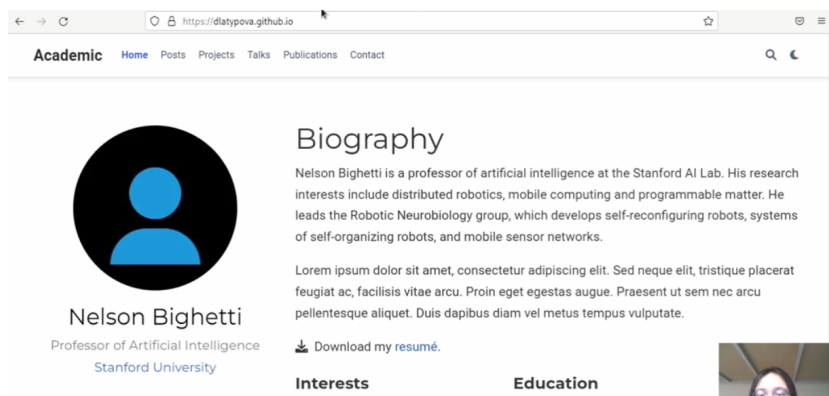 https://dlatypova.github.io
Academic Home Posts Projects Talks Publications Contact
Biography
Nelson Bighetti is a professor of artificial intelligence at the Stanford AI Lab. His research
interests include distributed robotics, mobile computing and programmable matter. He
leads the Robotic Neurobiology group, which develops self-reconfiguring robots, systems
of self-organizing robots, and mobile sensor networks.
Lorem ipsum dolor sit amet, consectetur adipiscing elit. Sed neque elit, tristique placerat
feugiat ac, facilisis vitae arcu. Proin eget egestas augue. Praesent ut sem nec arcu
pellentesque aliquet. Duis dapibus diam vel metus tempus vulputate.
Download my resumé.
Nelson Bighetti
Professor of Artificial Intelligence
Stanford University
Interests
Education